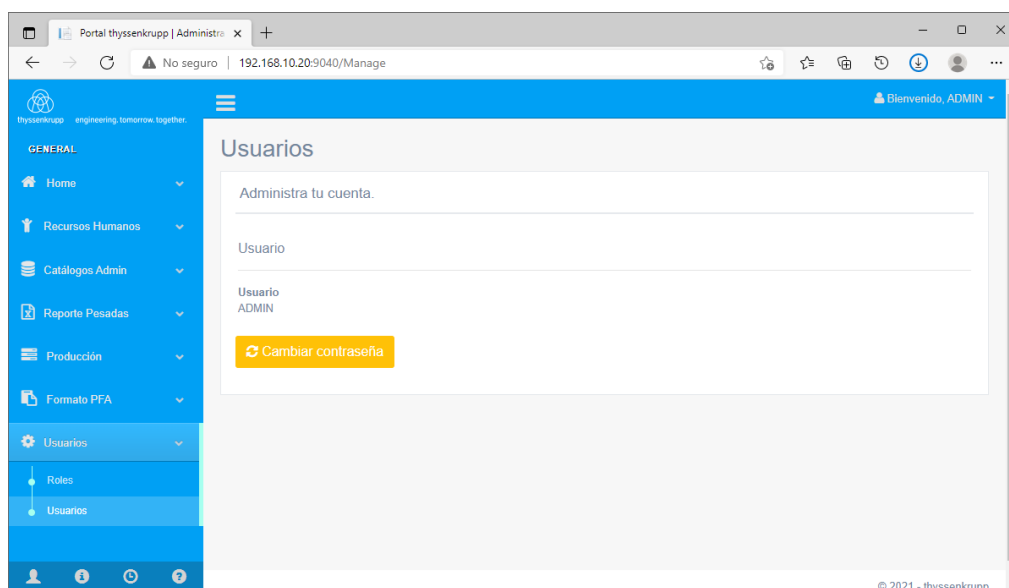 Portal thyssenkrupp | Administra
No seguro | 192.168.10.20:9040/Manage
thyssenkrupp engineering.tomorrow.together.
Bienvenido, ADMIN
GENERAL
Home
Recursos Humanos
Catálogos Admin
Reporte Pesadas
Producción
Formato PFA
Usuarios
Roles
Usuarios
Usuarios
Administra tu cuenta.
Usuario
Usuario
ADMIN
Cambiar contraseña
© 2021 - thyssenkrupp